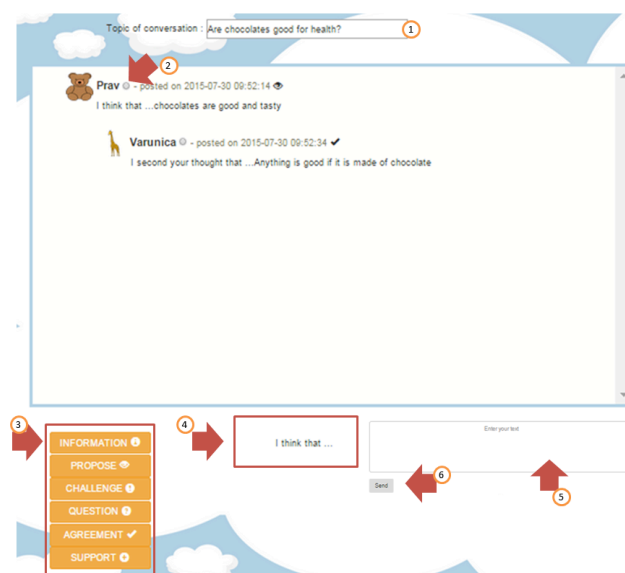 Topic of conversation : Are chocolates good for health? 1
2
Prav - posted on 2015-07-30 09:52:14
I think that ...chocolates are good and tasty
Varunica - posted on 2015-07-30 09:52:34
I second your thought that ...Anything is good if it is made of chocolate
3
INFORMATION
PROPOSE
CHALLENGE
QUESTION
AGREEMENT
SUPPORT
4
I think that ...
Enter your text
5
Send
6